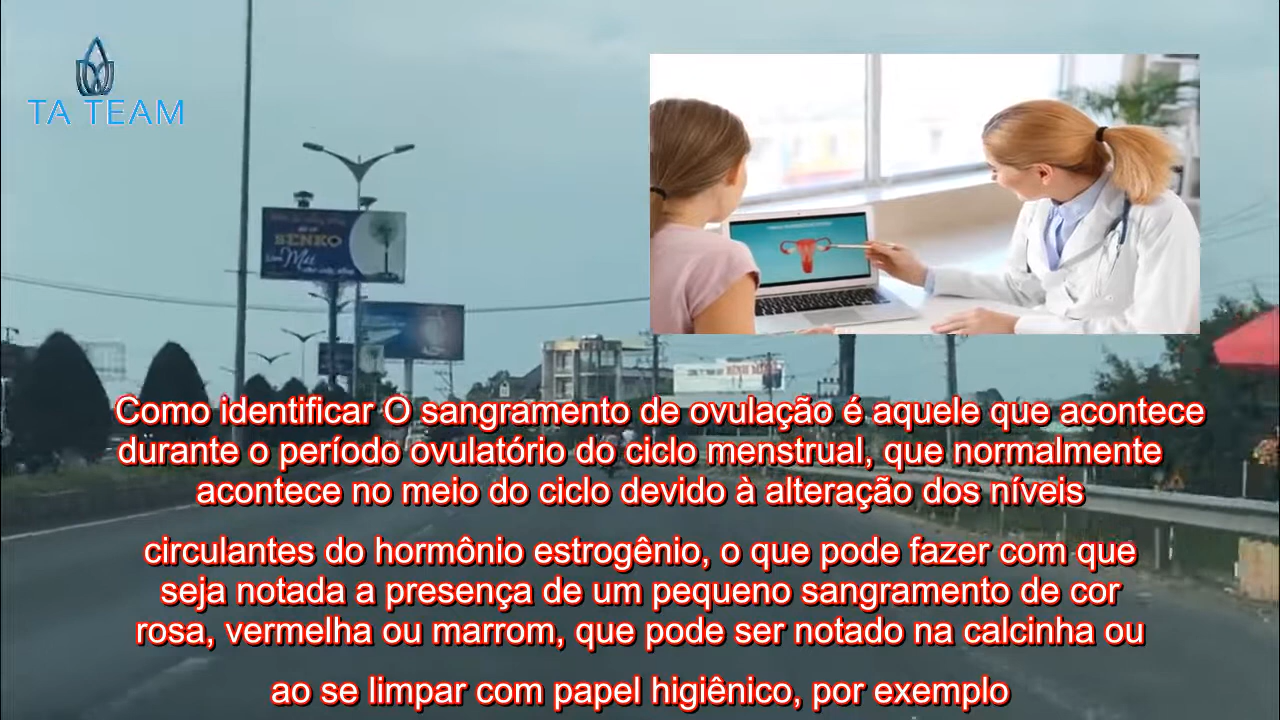 TA TEAM
SENKO
Como identificar O sangramento de ovulação é aquele que acontece
durante o período ovulatório do ciclo menstrual, que normalmente
acontece no meio do ciclo devido à alteração dos níveis
circulantes do hormônio estrogênio, o que pode fazer com que
seja notada a presença de um pequeno sangramento de cor
rosa, vermelha ou marrom, que pode ser notado na calcinha ou
ao se limpar com papel higiênico, por exemplo